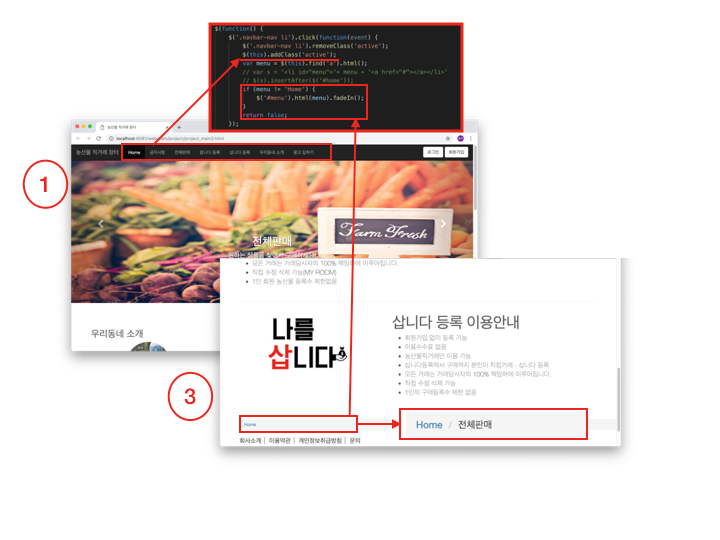 $(function() {
$('.navbar-nav li').click(function(event) {
$('.navbar-nav li').removeClass('active');
$(this).addClass('active');
var menu = $(this).find('a').html();
// var s = '<li id="menu">'+ menu + '<a href="#"></a></li>'
// $(s).insertAfter($('#home'));
if (menu != 'Home') {
$('#menu').html(menu).fadeIn();
}
return false;
});
농산물 직거래 장터
농산물 직거래 장터 Home 공지사항 전체판매 팝니다 등록 삽니다 등록 우리동네 소개 묻고 답하기 로그인 회원가입
1
Farm Fresh
전체판매
모든 거래는 거래당사자의 100% 책임하에 이루어집니다.
직접 수정 삭제 가능(MY ROOM)
1인 회원 농산물 등록수 제한없음
우리동네 소개
나를
삽니다
삽니다 등록 이용안내
회원가입 없이 등록 가능
이용수수료 없음
농산물직거래만 이용 가능
삽니다등록에서 구매까지 본인이 직접거래 - 삽니다 등록
모든 거래는 거래당사자의 100% 책임하에 이루어집니다.
직접 수정 삭제 가능
1인의 구매등록수 제한 없음
3
Home
Home / 전체판매
회사소개 | 이용약관 | 개인정보취급방침 | 문의